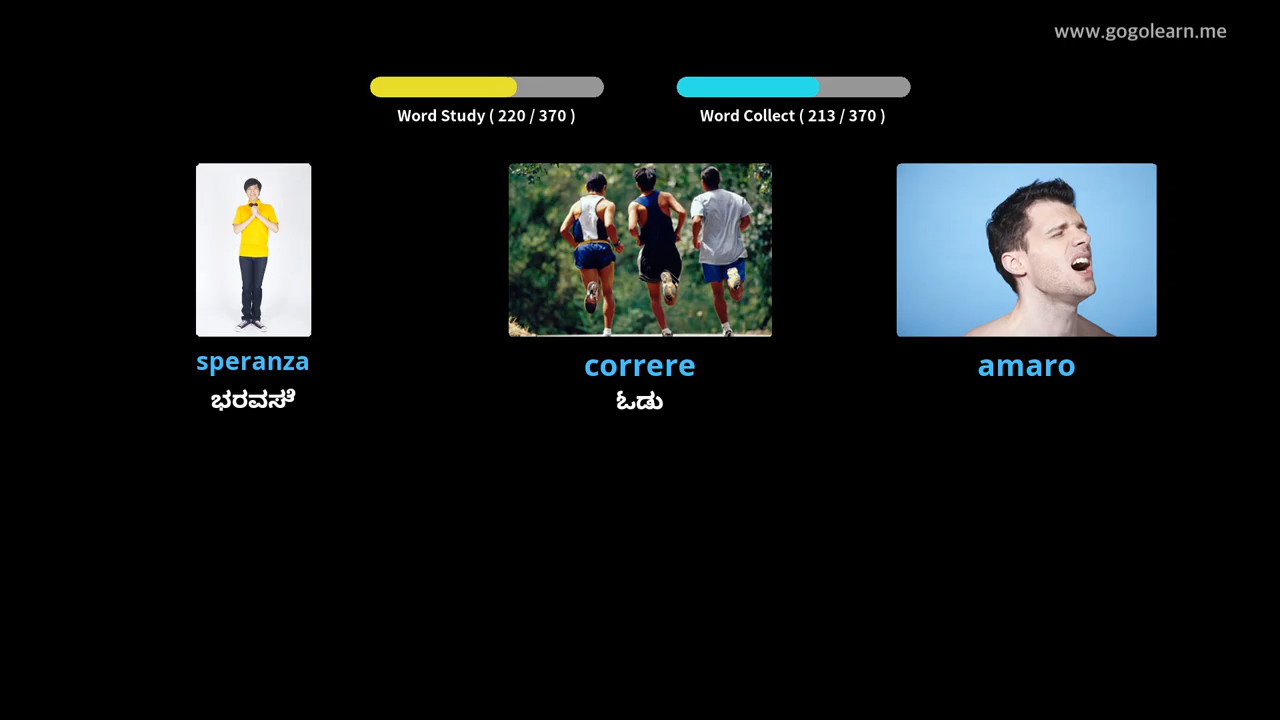 www.gogolearn.me
Word Study ( 220 / 370 )
Word Collect ( 213 / 370 )
speranza
correre
amaro
ಭರವಸೆ
ಓಡು